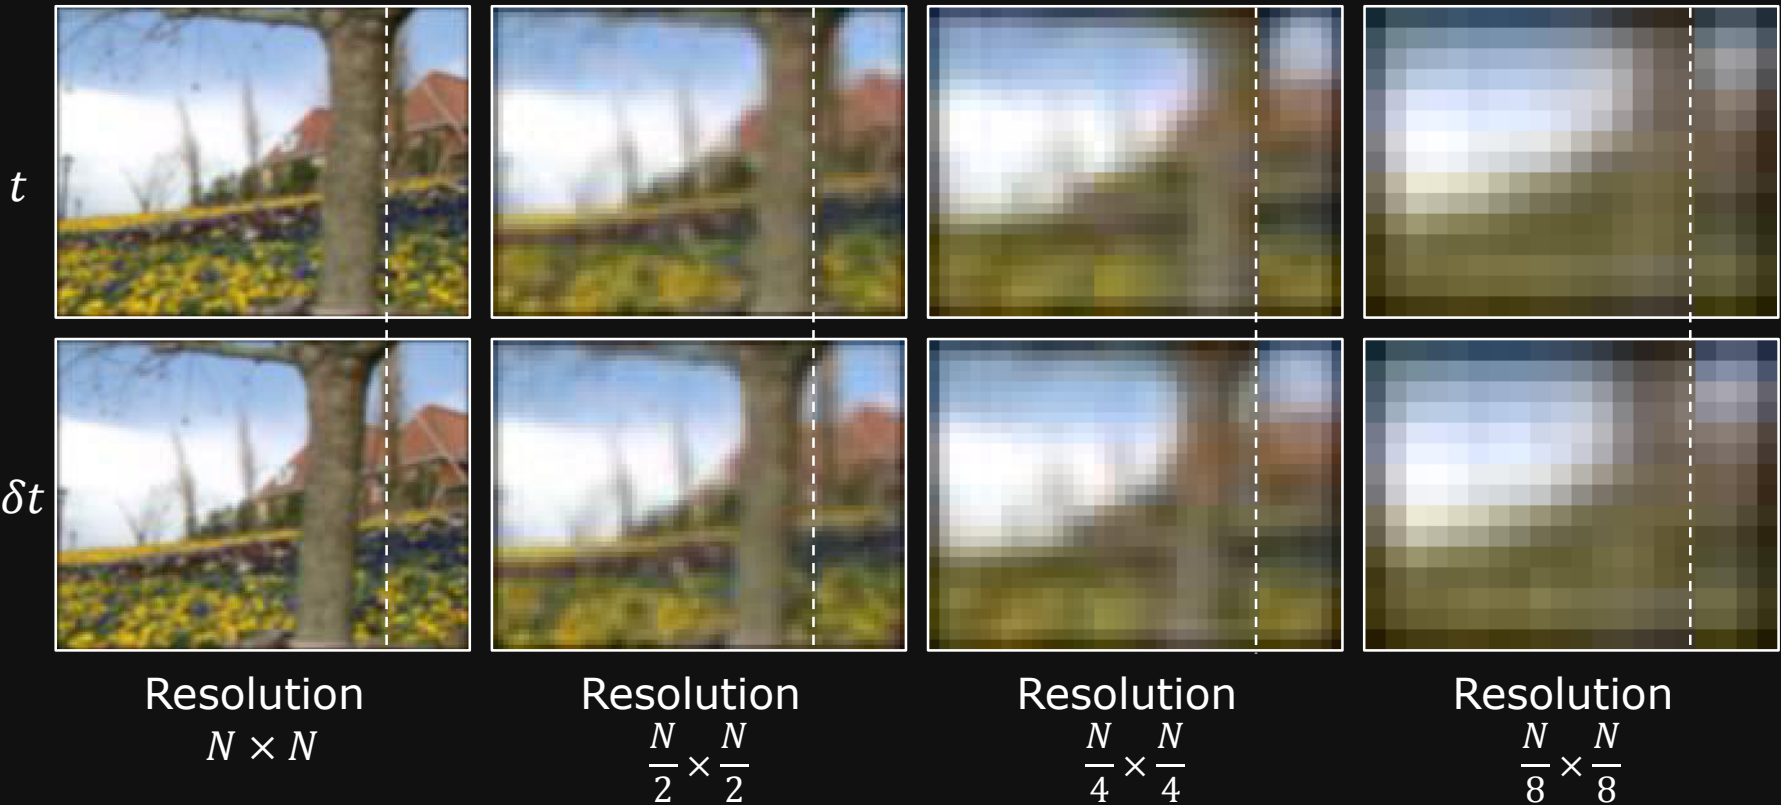 t
δt
Resolution
N × N
Resolution
N/2 × N/2
Resolution
N/4 × N/4
Resolution
N/8 × N/8